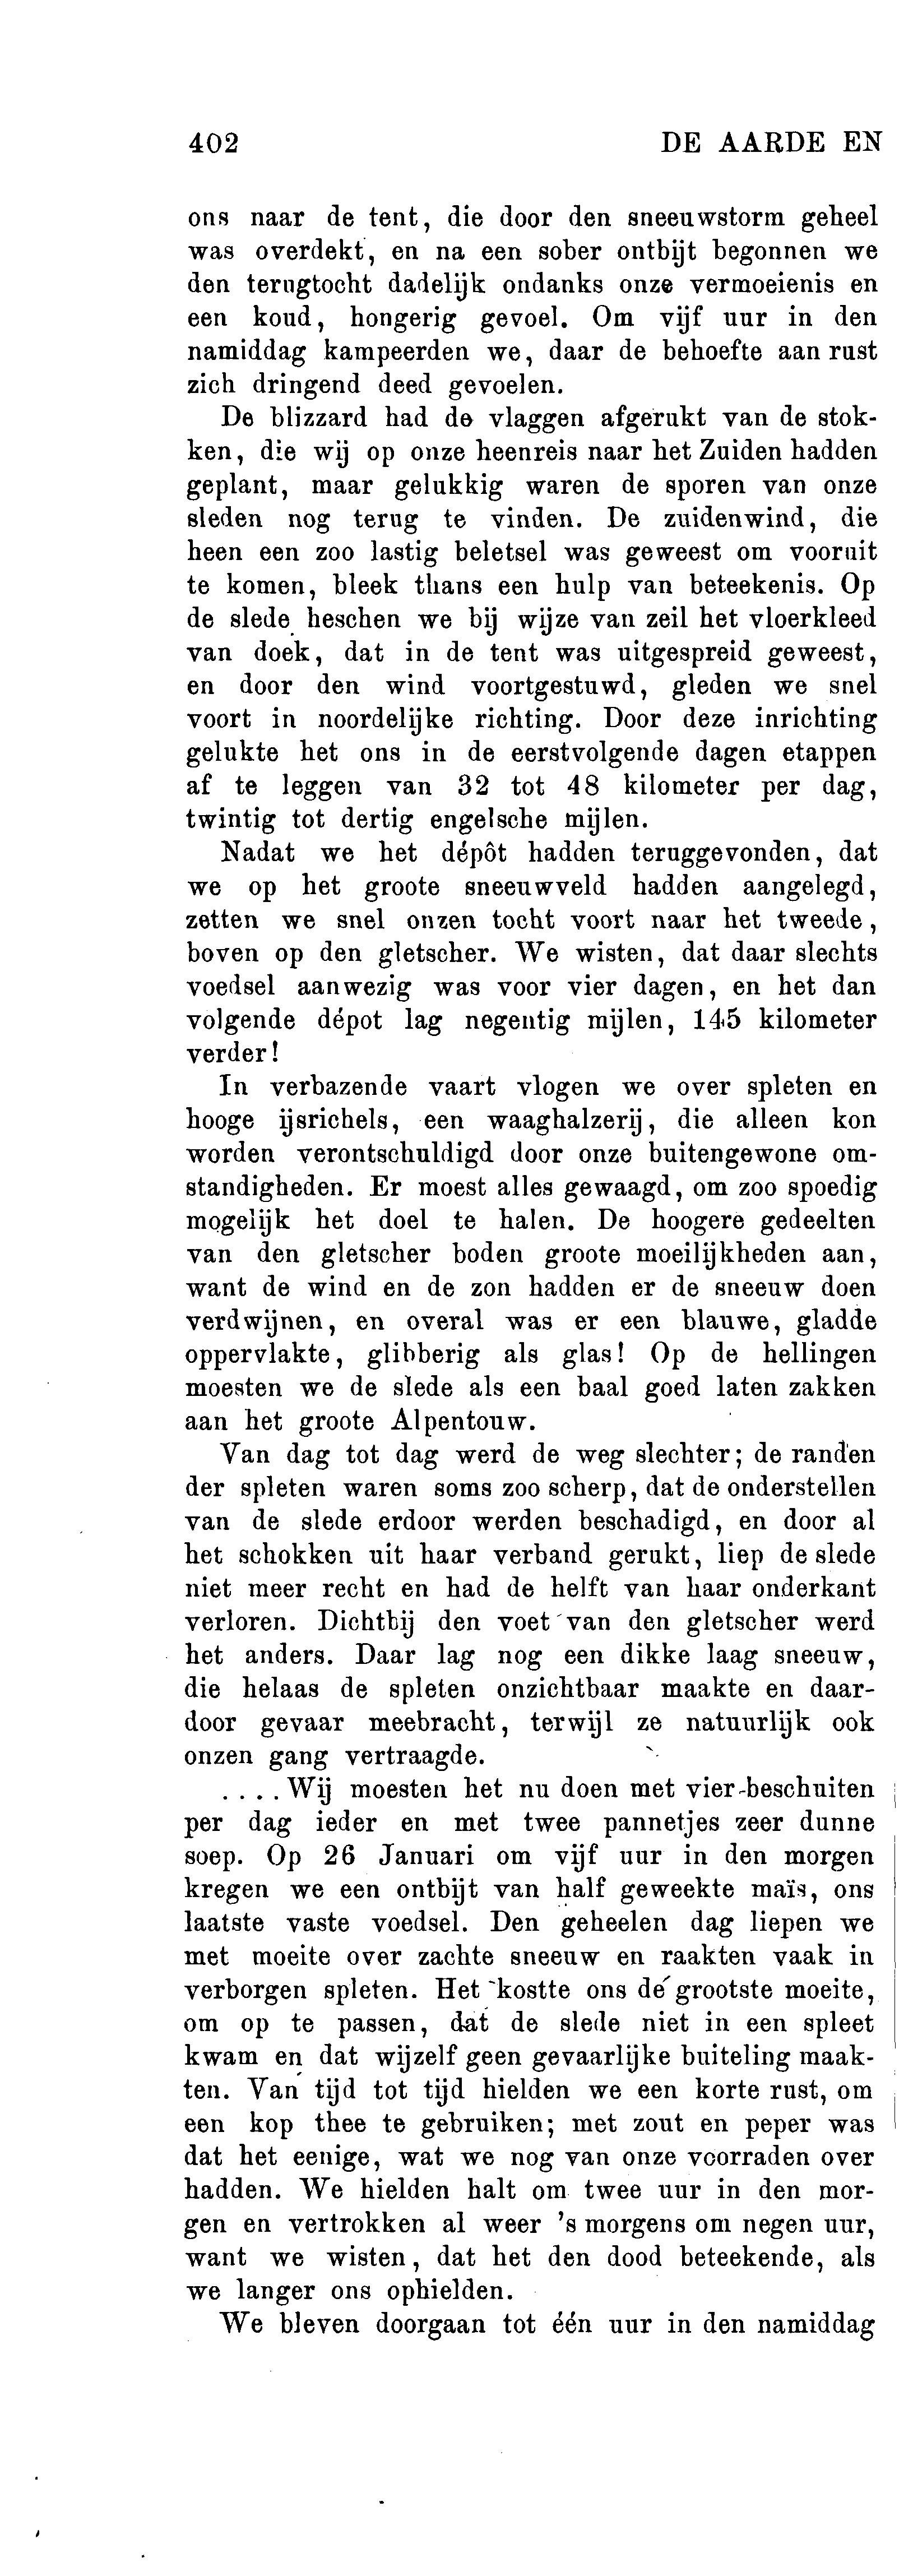 402 DE AARDE EN
ons naar de tent, die door den sneeuwstorm geheel
was overdekt, en na een sober ontbijt begonnen we
den terugtocht dadelijk ondanks onze vermoeienis en
een koud, hongerig gevoel. Om vijf uur in den
namiddag kampeerden we, daar de behoefte aan rust
zich dringend deed gevoelen.
De blizzard had de vlaggen afgerukt van de stok-
ken, die wij op onze heenreis naar het Zuiden hadden
geplant, maar gelukkig waren de sporen van onze
sleden nog terug te vinden. De zuidenwind, die
heen een zoo lastig beletsel was geweest om vooruit
te komen, bleek thans een hulp van beteekenis. Op
de slede heschen we bij wijze van zeil het vloerkleed
van doek, dat in de tent was uitgespreid geweest,
en door den wind voortgestuwd, gleden we snel
voort in noordelijke richting. Door deze inrichting
gelukte het ons in de eerstvolgende dagen etappen
af te leggen van 32 tot 48 kilometer per dag,
twintig tot dertig engelsche mijlen.
Nadat we het dépôt hadden teruggevonden, dat
we op het groote sneeuwveld hadden aangelegd,
zetten we snel onzen tocht voort naar het tweede,
boven op den gletscher. We wisten, dat daar slechts
voedsel aanwezig was voor vier dagen, en het dan
volgende dépot lag negentig mijlen, 145 kilometer
verder!
In verbazende vaart vlogen we over spleten en
hooge ijsrichels, een waaghalzerij, die alleen kon
worden verontschuldigd door onze buitengewone om-
standigheden. Er moest alles gewaagd, om zoo spoedig
mogelijk het doel te halen. De hoogere gedeelten
van den gletscher boden groote moeilijkheden aan,
want de wind en de zon hadden er de sneeuw doen
verdwijnen, en overal was er een blauwe, gladde
oppervlakte, glibberig als glas! Op de hellingen
moesten we de slede als een baal goed laten zakken
aan het groote Alpentouw.
Van dag tot dag werd de weg slechter; de randen
der spleten waren soms zoo scherp, dat de onderstellen
van de slede erdoor werden beschadigd, en door al
het schokken uit haar verband gerukt, liep de slede
niet meer recht en had de helft van haar onderkant
verloren. Dichtbij den voet van den gletscher werd
het anders. Daar lag nog een dikke laag sneeuw,
die helaas de spleten onzichtbaar maakte en daar-
door gevaar meebracht, terwijl ze natuurlijk ook
onzen gang vertraagde.
.... Wij moesten het nu doen met vier beschuiten
per dag ieder en met twee pannetjes zeer dunne
soep. Op 26 Januari om vijf uur in den morgen
kregen we een ontbijt van half geweekte maïs, ons
laatste vaste voedsel. Den geheelen dag liepen we
met moeite over zachte sneeuw en raakten vaak in
verborgen spleten. Het kostte ons de grootste moeite,
om op te passen, dat de slede niet in een spleet
kwam en dat wijzelf geen gevaarlijke buiteling maak-
ten. Van tijd tot tijd hielden we een korte rust, om
een kop thee te gebruiken; met zout en peper was
dat het eenige, wat we nog van onze voorraden over
hadden. We hielden halt om twee uur in den mor-
gen en vertrokken al weer 's morgens om negen uur,
want we wisten, dat het den dood beteekende, als
we langer ons ophielden.
We bleven doorgaan tot één uur in den namiddag